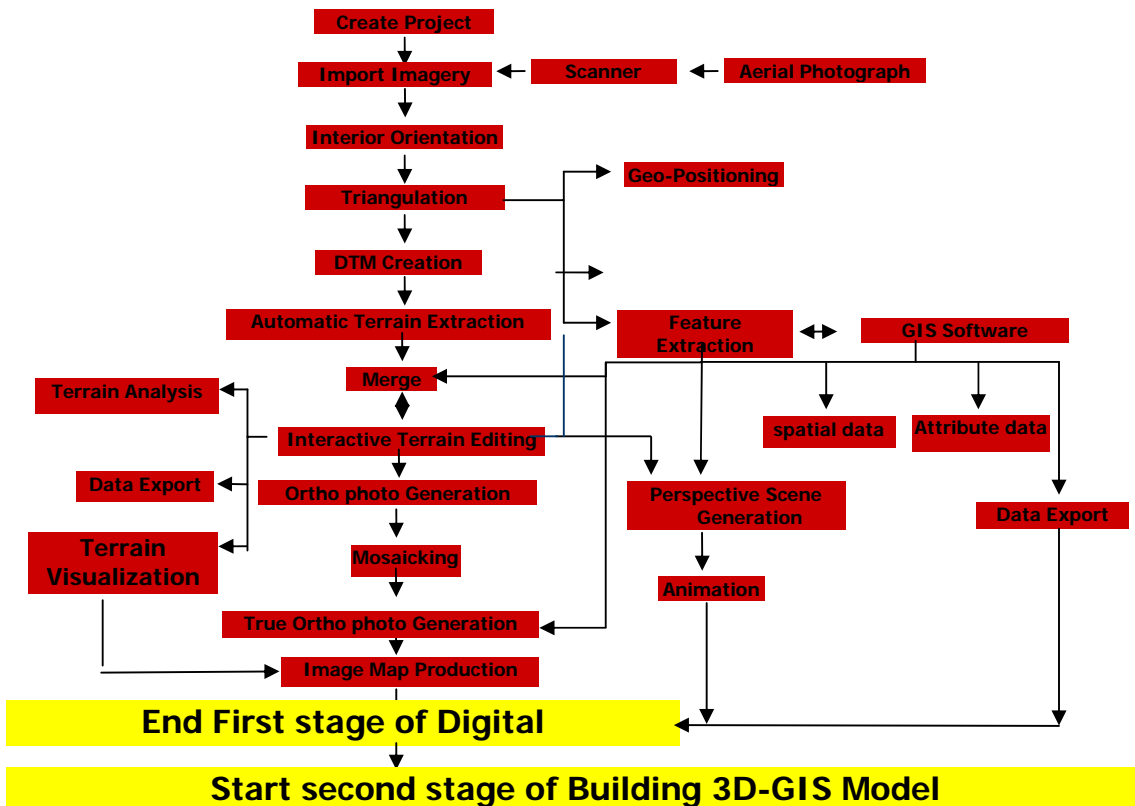 Create Project
Import Imagery
Scanner
Aerial Photograph
Interior Orientation
Geo-Positioning
Triangulation
DTM Creation
Automatic Terrain Extraction
Feature
Extraction
GIS Software
Merge
Terrain Analysis
spatial data
Attribute data
Interactive Terrain Editing
Data Export
Ortho photo Generation
Perspective Scene
Generation
Data Export
Terrain
Visualization
Mosaicking
Animation
True Ortho photo Generation
Image Map Production
End First stage of Digital
Start second stage of Building 3D-GIS Model